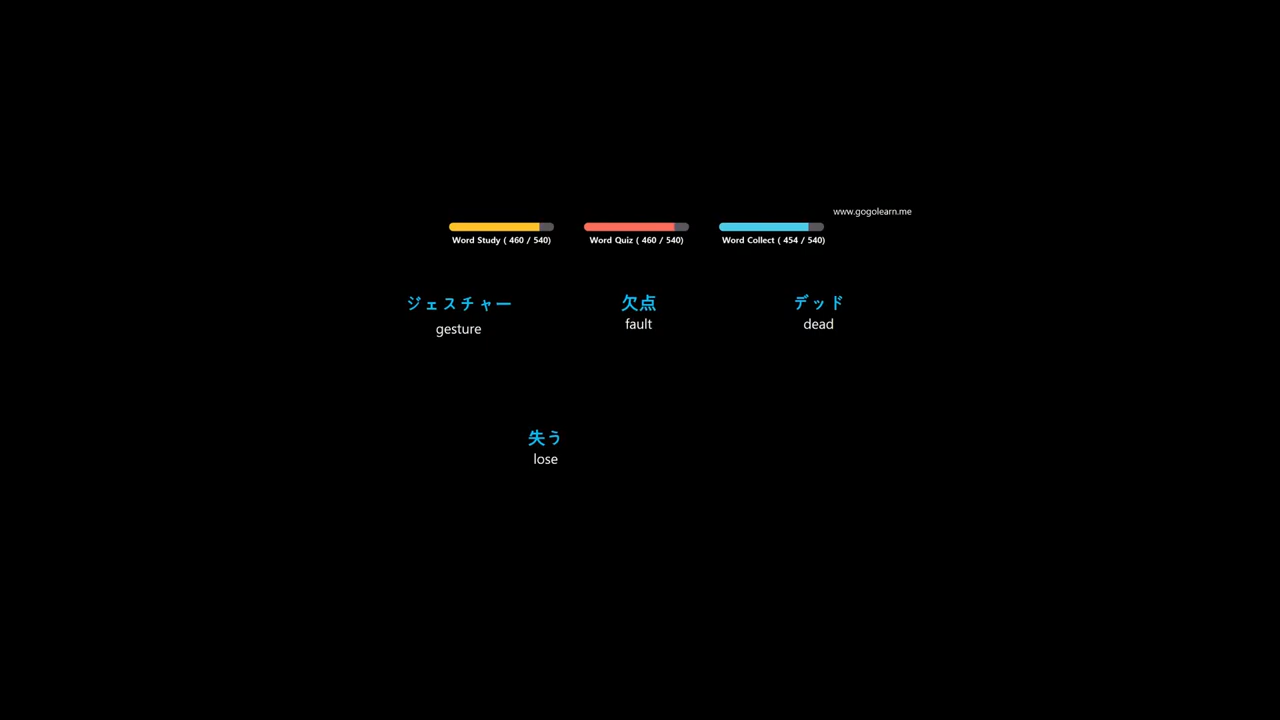 www.gogolearn.me
Word Study ( 460 / 540)
Word Quiz ( 460 / 540)
Word Collect ( 454 / 540)
ジェスチャー
gesture
欠点
fault
デッド
dead
失う
lose